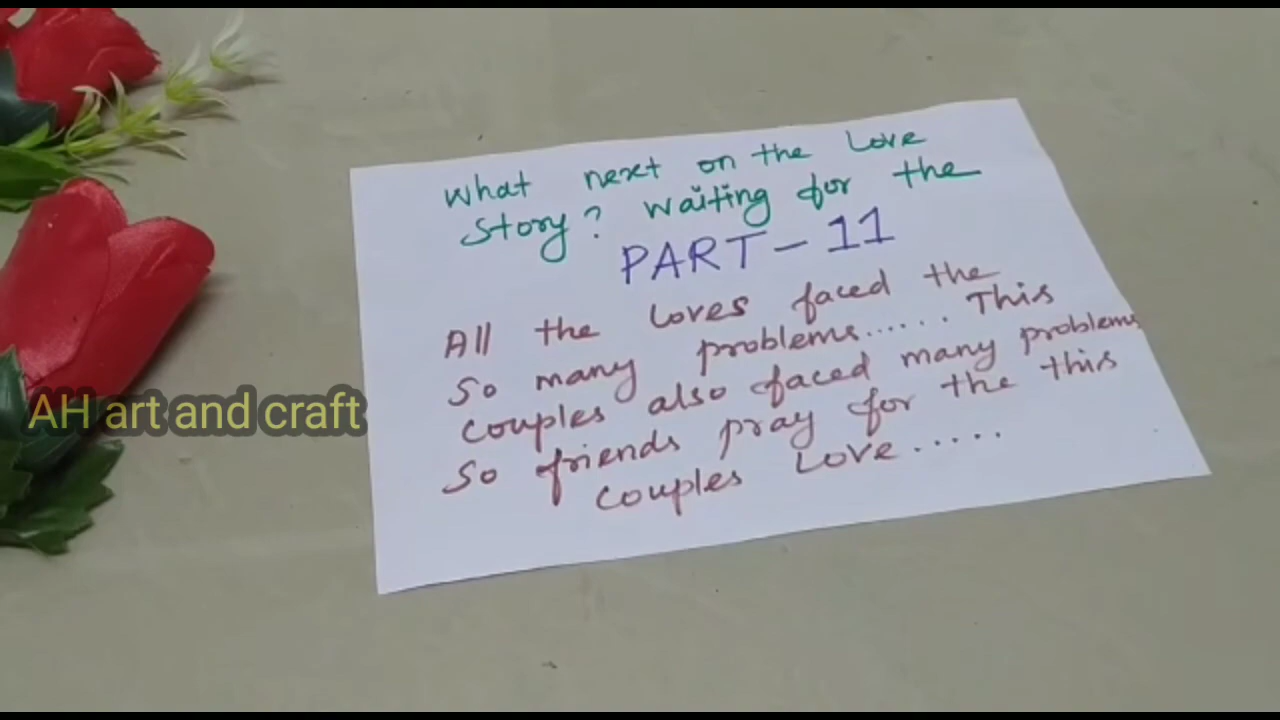 What next on the Love
Story? Waiting for the
PART-11
All the Loves faced the
So many problems...... This
couples also faced many problems
So friends pray for the this
couples Love.....
AH art and craft